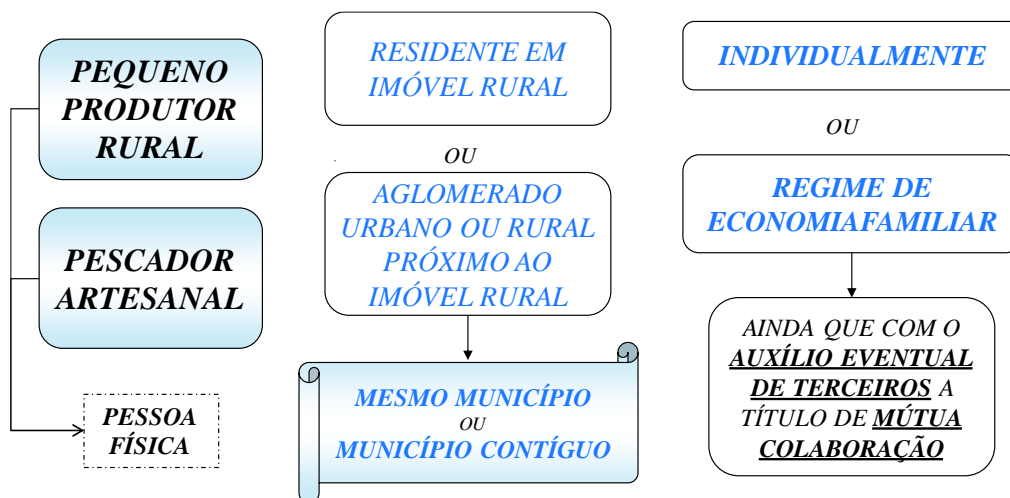 PEQUENO
PRODUTOR
RURAL
PESCADOR
ARTESANAL
PESSOA
FÍSICA
RESIDENTE EM
IMÓVEL RURAL
OU
AGLOMERADO
URBANO OU RURAL
PRÓXIMO AO
IMÓVEL RURAL
MESMO MUNICÍPIO
OU
MUNICÍPIO CONTÍGUO
INDIVIDUALMENTE
OU
REGIME DE
ECONOMIAFAMILIAR
AINDA QUE COM O
AUXÍLIO EVENTUAL
DE TERCEIROS A
TÍTULO DE MÚTUA
COLABORAÇÃO